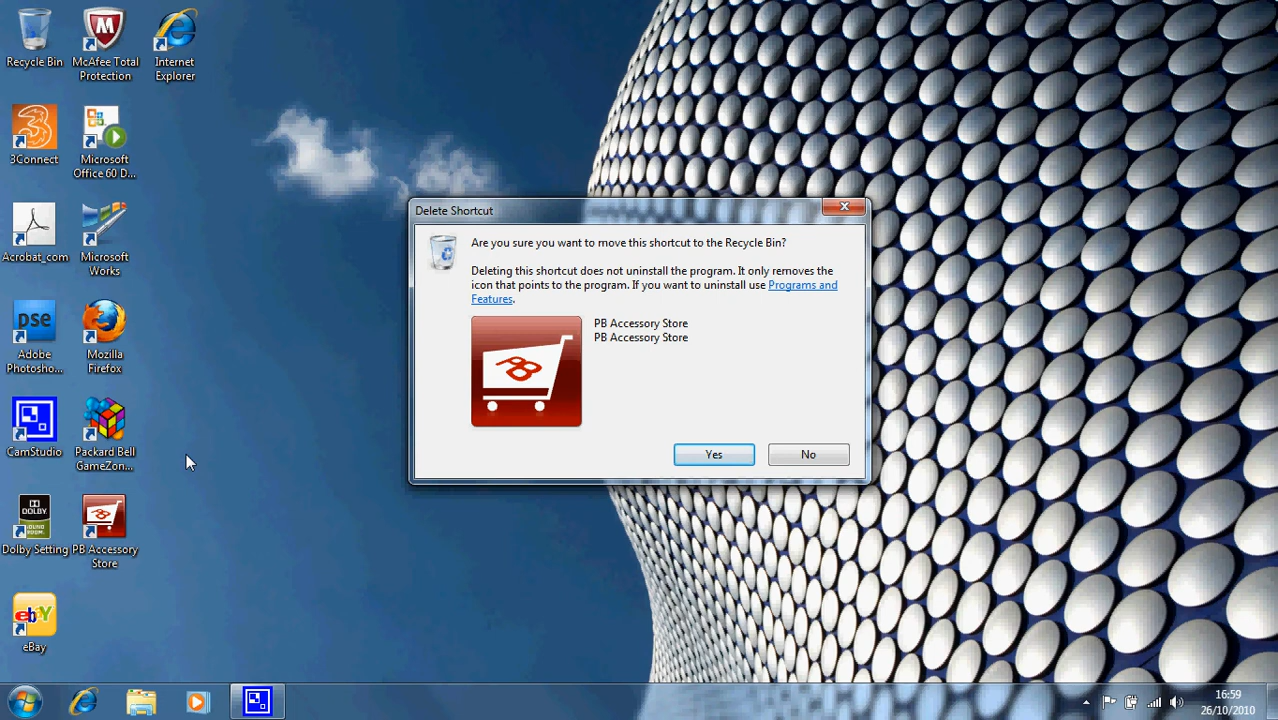 Recycle Bin
McAfee Total
Protection
Internet
Explorer
3Connect
Microsoft
Office 60 D...
Acrobat_com
Microsoft
Works
pse
Adobe
Photosho...
Mozilla
Firefox
CamStudio
Packard Bell
GameZon...
DOLBY
Dolby Setting
PB Accessory
Store
ebY
eBay
Delete Shortcut
Are you sure you want to move this shortcut to the Recycle Bin?
Deleting this shortcut does not uninstall the program. It only removes the
icon that points to the program. If you want to uninstall use Programs and
Features.
PB
PB Accessory Store
PB Accessory Store
Yes
No
16:59
26/10/2010